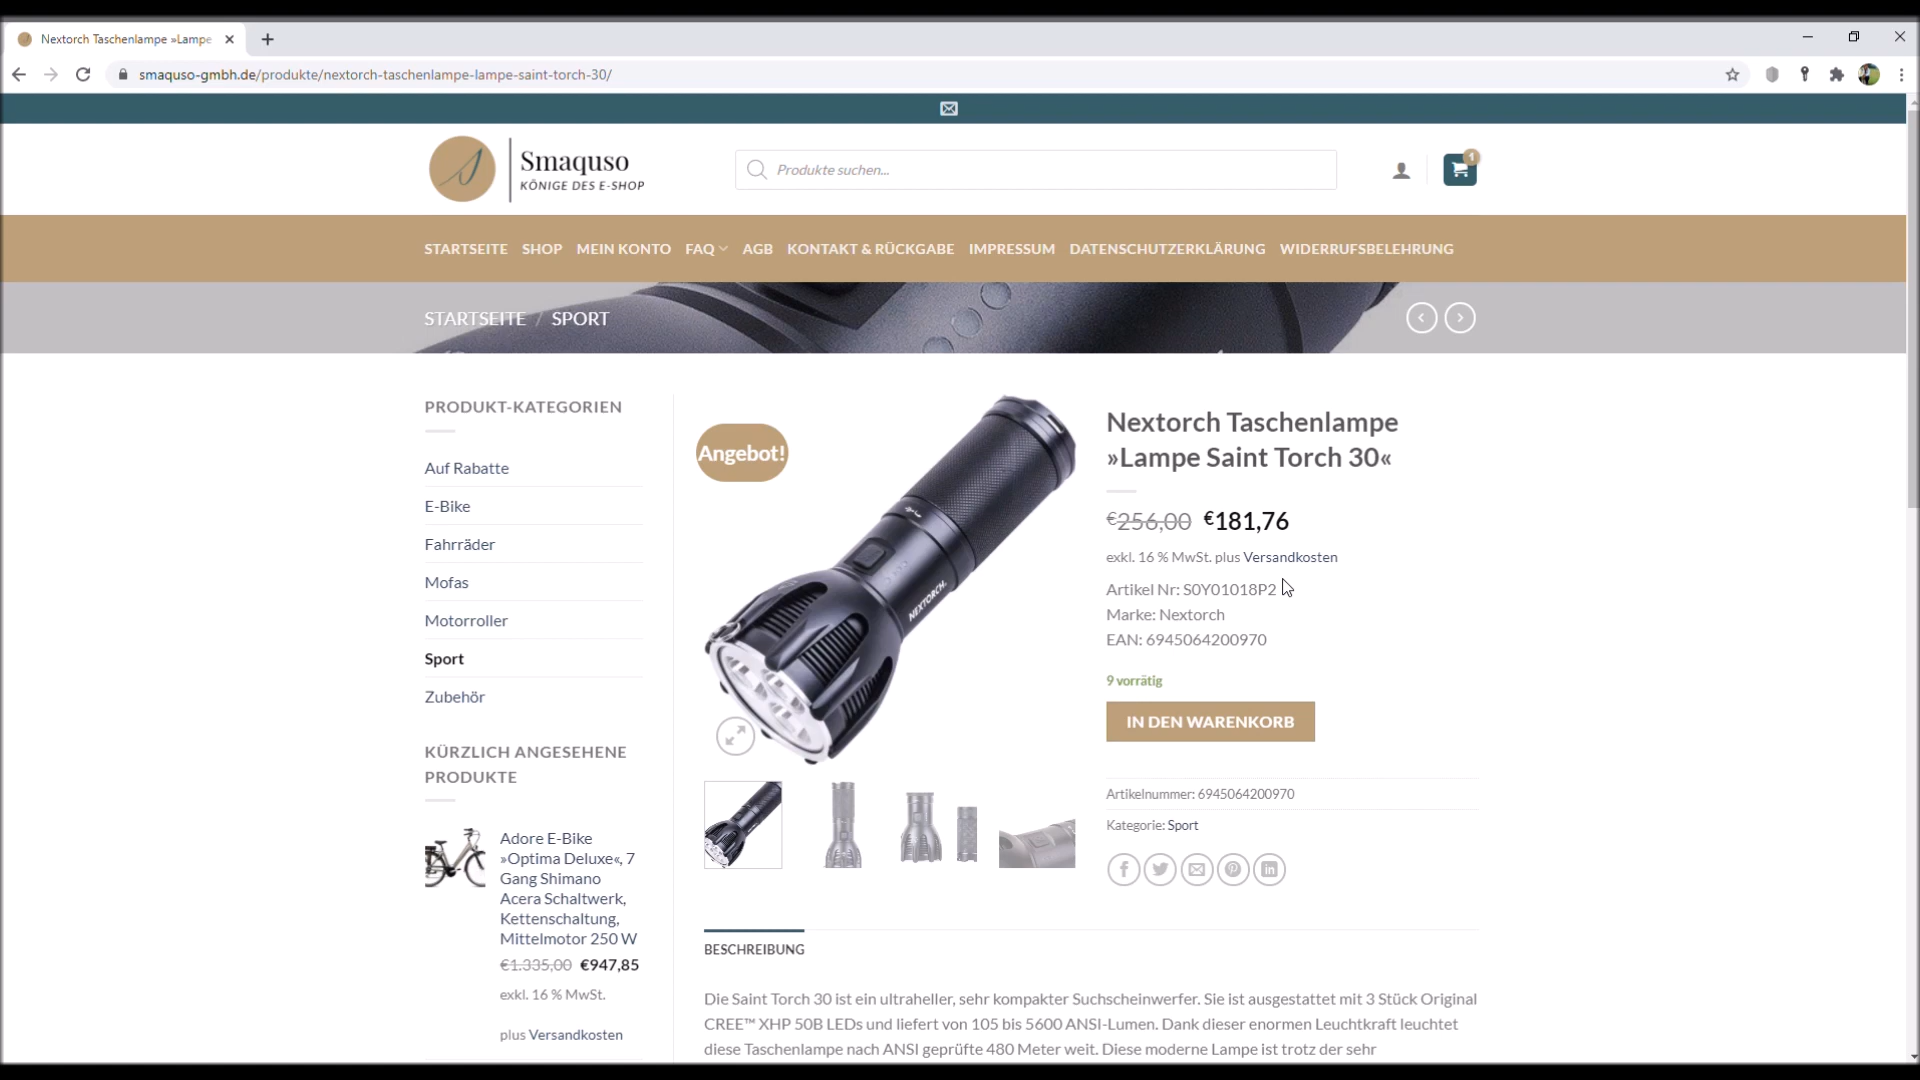 Nextorch Taschenlampe »Lampe
smaquso-gmbh.de/produkte/nextorch-taschenlampe-lampe-saint-torch-30/
Smaquso
KÖNIGE DES E-SHOP
Produkte suchen...
1
STARTSEITE SHOP MEIN KONTO FAQ AGB KONTAKT & RÜCKGABE IMPRESSUM DATENSCHUTZERKLÄRUNG WIDERRUFSBELEHRUNG
STARTSEITE / SPORT
PRODUKT-KATEGORIEN
Auf Rabatte
E-Bike
Fahrräder
Mofas
Motorroller
Sport
Zubehör
KÜRZLICH ANGESEHENE
PRODUKTE
Adore E-Bike
»Optima Deluxe«, 7
Gang Shimano
Acera Schaltwerk,
Kettenschaltung,
Mittelmotor 250 W
€1.335,00 €947,85
exkl. 16 % MwSt.
plus Versandkosten
Angebot!
NEXTORCH
Nextorch Taschenlampe
»Lampe Saint Torch 30«
€256,00 €181,76
exkl. 16 % MwSt. plus Versandkosten
Artikel Nr: S0Y01018P2
Marke: Nextorch
EAN: 6945064200970
9 vorrätig
IN DEN WARENKORB
Artikelnummer: 6945064200970
Kategorie: Sport
BESCHREIBUNG
Die Saint Torch 30 ist ein ultraheller, sehr kompakter Suchscheinwerfer. Sie ist ausgestattet mit 3 Stück Original
CREE™ XHP 50B LEDs und liefert von 105 bis 5600 ANSI-Lumen. Dank dieser enormen Leuchtkraft leuchtet
diese Taschenlampe nach ANSI geprüfte 480 Meter weit. Diese moderne Lampe ist trotz der sehr